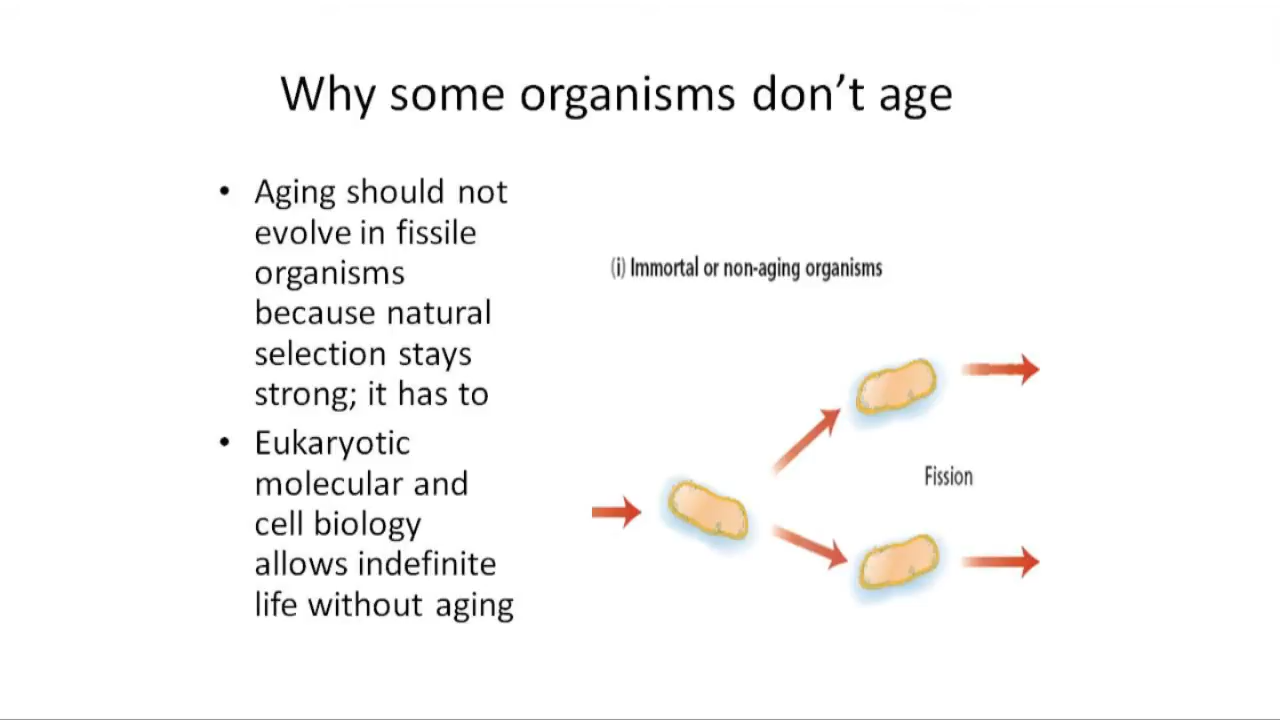 Why some organisms don’t age
• Aging should not
evolve in fissile
organisms
because natural
selection stays
strong; it has to
• Eukaryotic
molecular and
cell biology
allows indefinite
life without aging
(i) Immortal or non-aging organisms
Fission